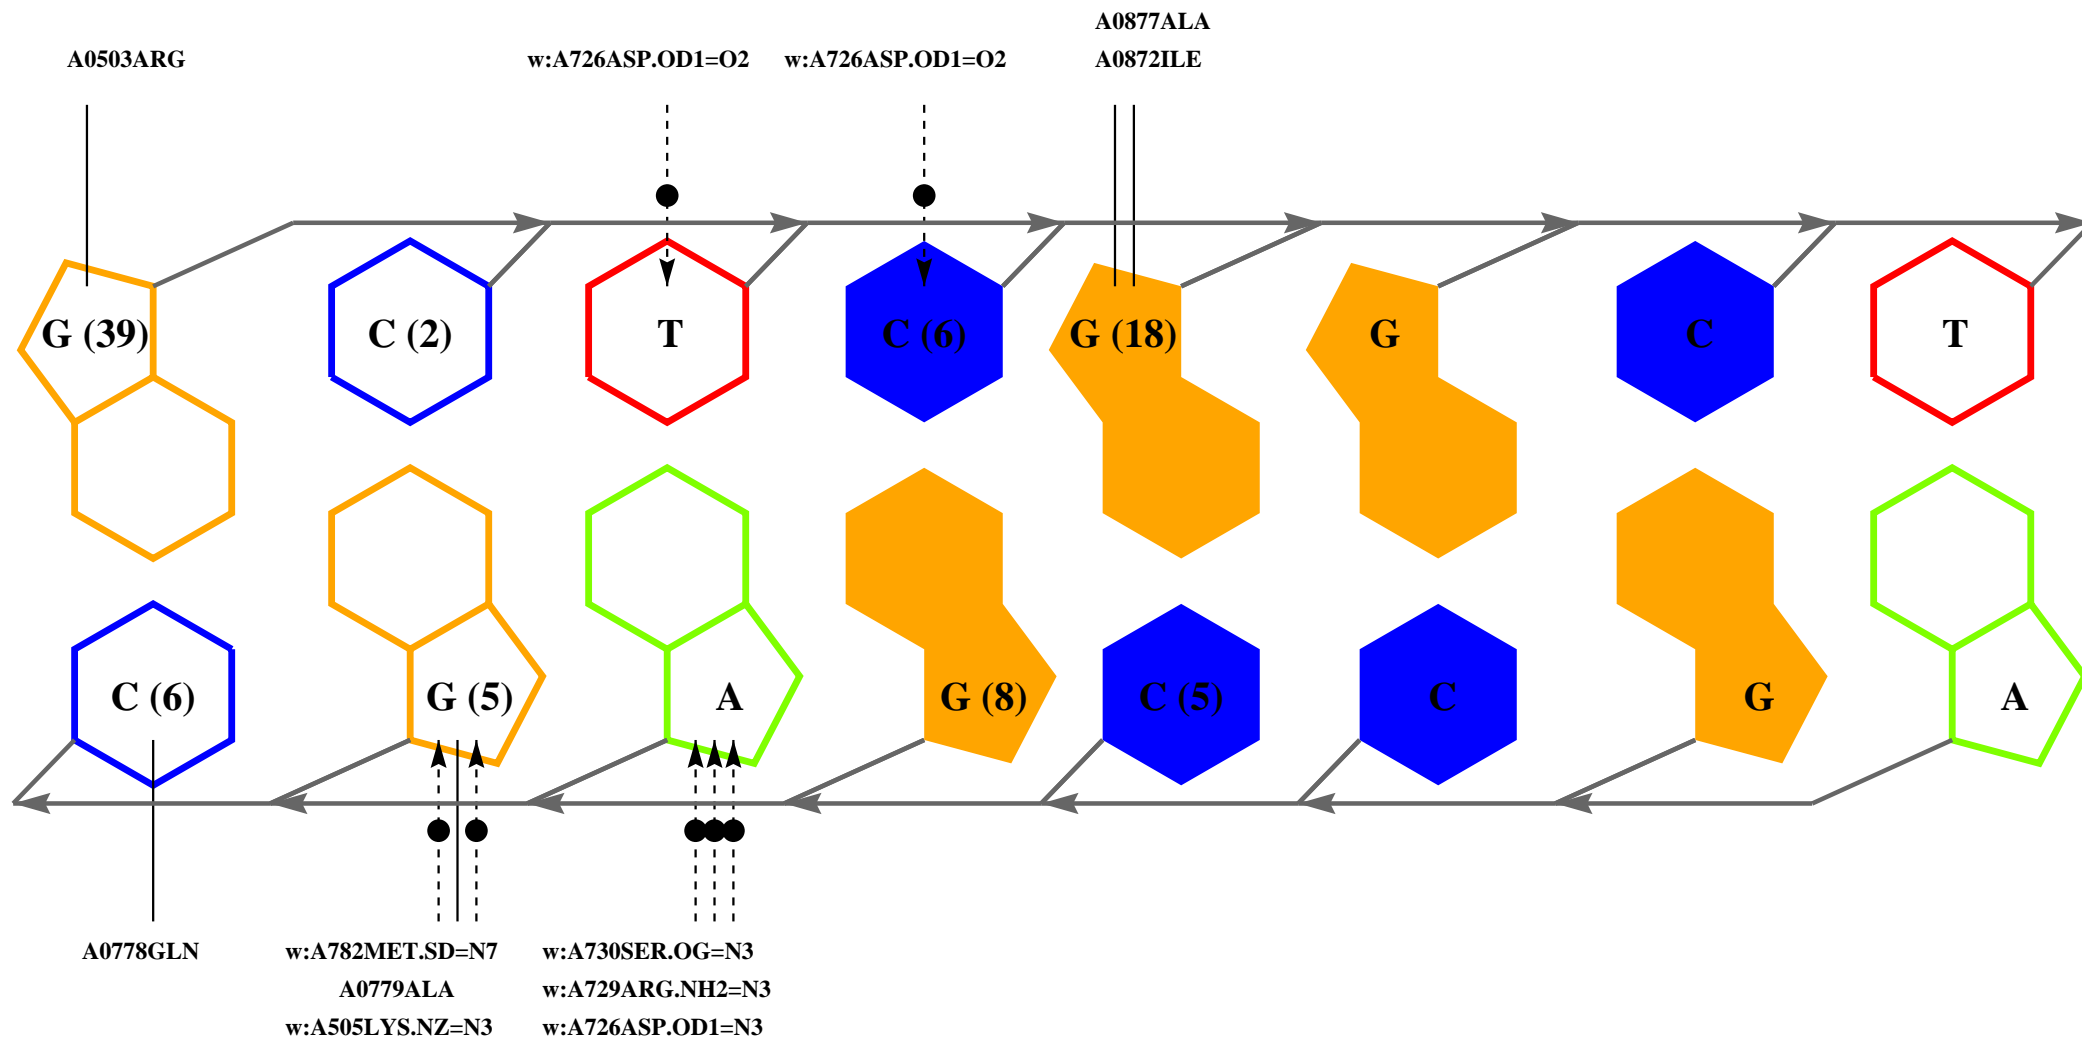 A0877ALA
A0503ARG w:A726ASP.OD1=O2 w:A726ASP.OD1=O2 A0872ILE
G (39) C (2) T C (6) G (18) G C T
C (6) G (5) A G (8) C (5) C G A
A0778GLN w:A782MET.SD=N7 w:A730SER.OG=N3
A0779ALA w:A729ARG.NH2=N3
w:A505LYS.NZ=N3 w:A726ASP.OD1=N3